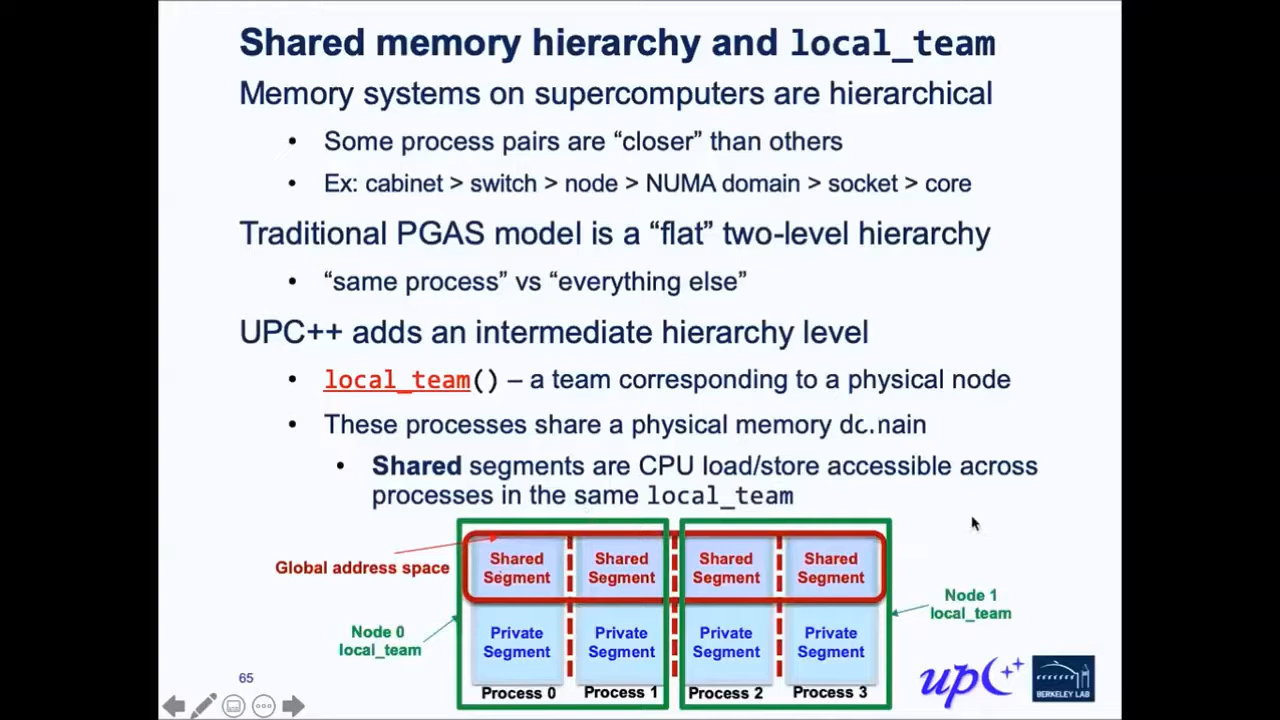 Shared memory hierarchy and local_team
Memory systems on supercomputers are hierarchical
• Some process pairs are “closer” than others
• Ex: cabinet > switch > node > NUMA domain > socket > core
Traditional PGAS model is a “flat” two-level hierarchy
• “same process” vs “everything else”
UPC++ adds an intermediate hierarchy level
• local_team() – a team corresponding to a physical node
• These processes share a physical memory domain
• Shared segments are CPU load/store accessible across
processes in the same local_team
Global address space
Shared Segment
Shared Segment
Shared Segment
Shared Segment
Node 0
local_team
Node 1
local_team
Private Segment
Private Segment
Private Segment
Private Segment
Process 0
Process 1
Process 2
Process 3
65
upc++
BERKELEY LAB